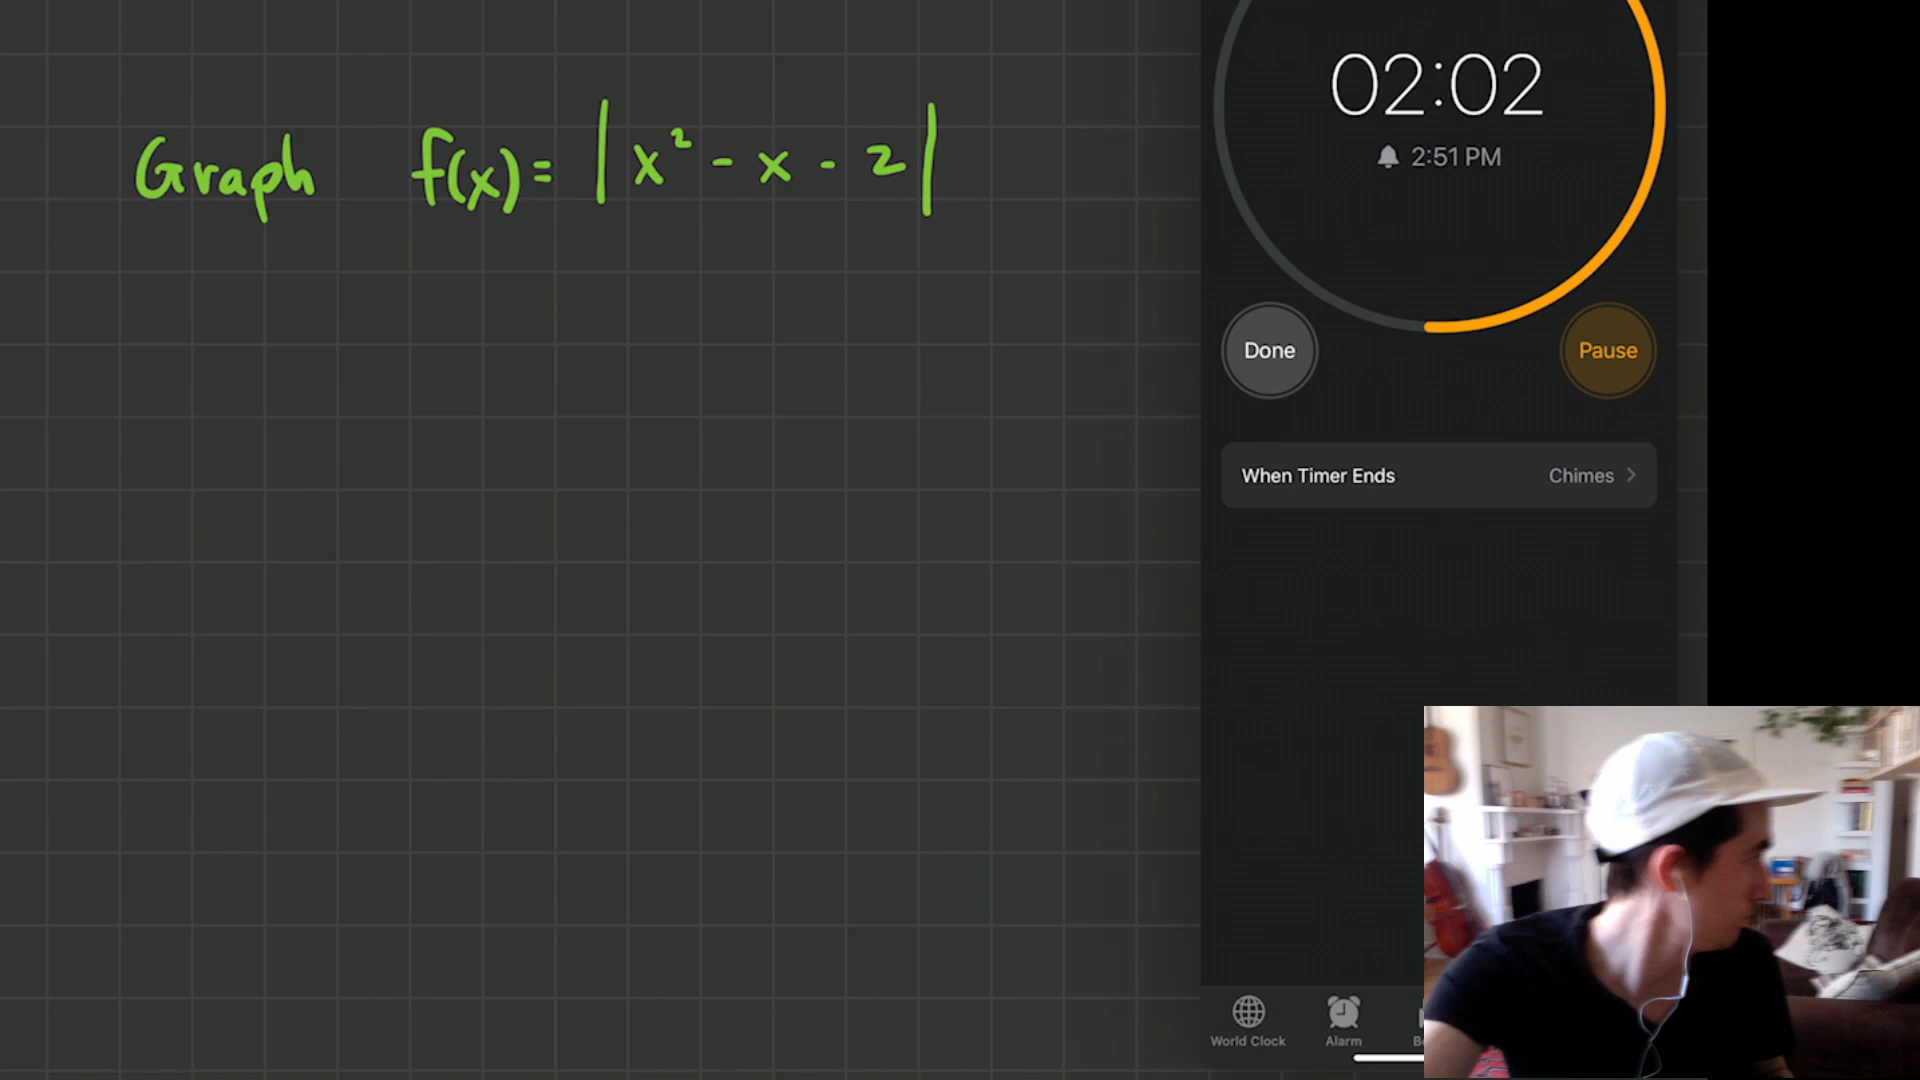 Graph f(x) = | x² - x - 2 |
02:02
2:51 PM
Done
Pause
When Timer Ends Chimes >
World Clock
Alarm